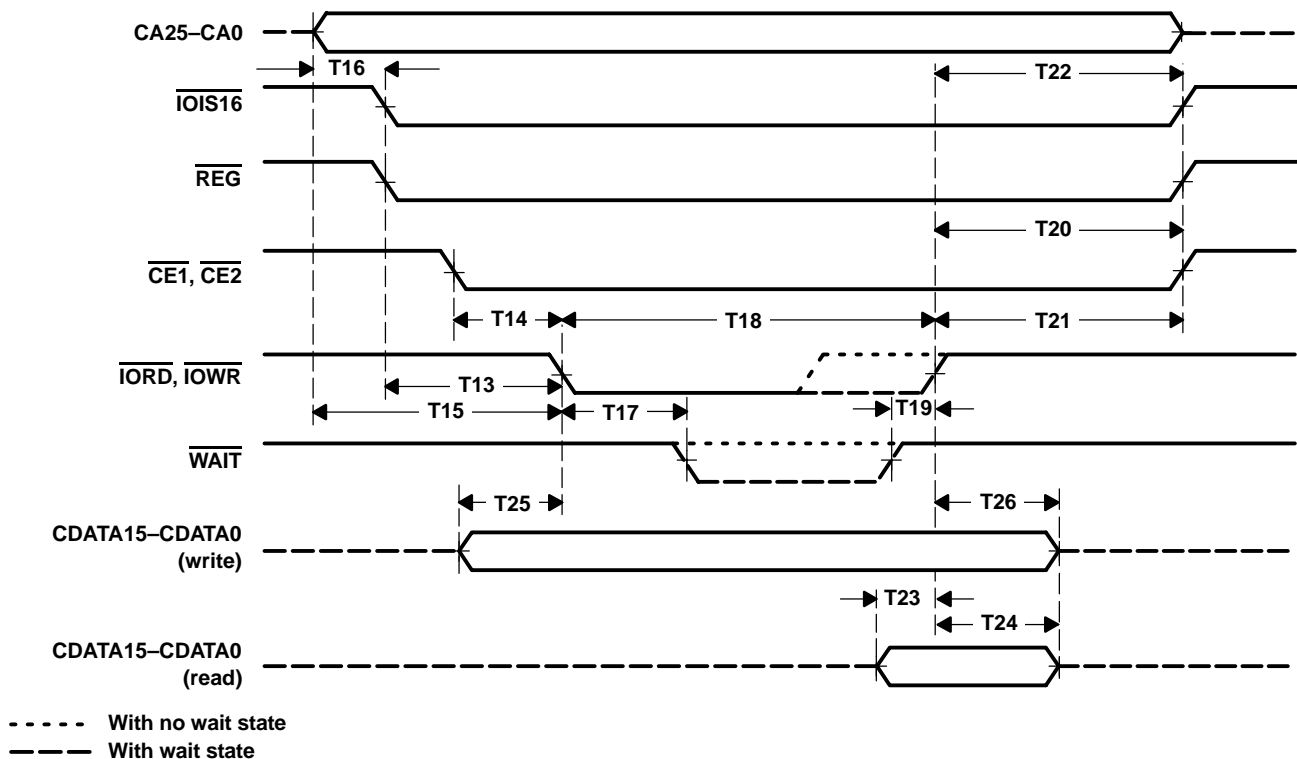 CA25–CA0
T16
T22
IOIS16
REG
T20
CE1, CE2
T14
T18
T21
IORD, IOWR
T13
T19
T15
T17
WAIT
T25
T26
CDATA15–CDATA0
(write)
T23
T24
CDATA15–CDATA0
(read)
With no wait state
With wait state